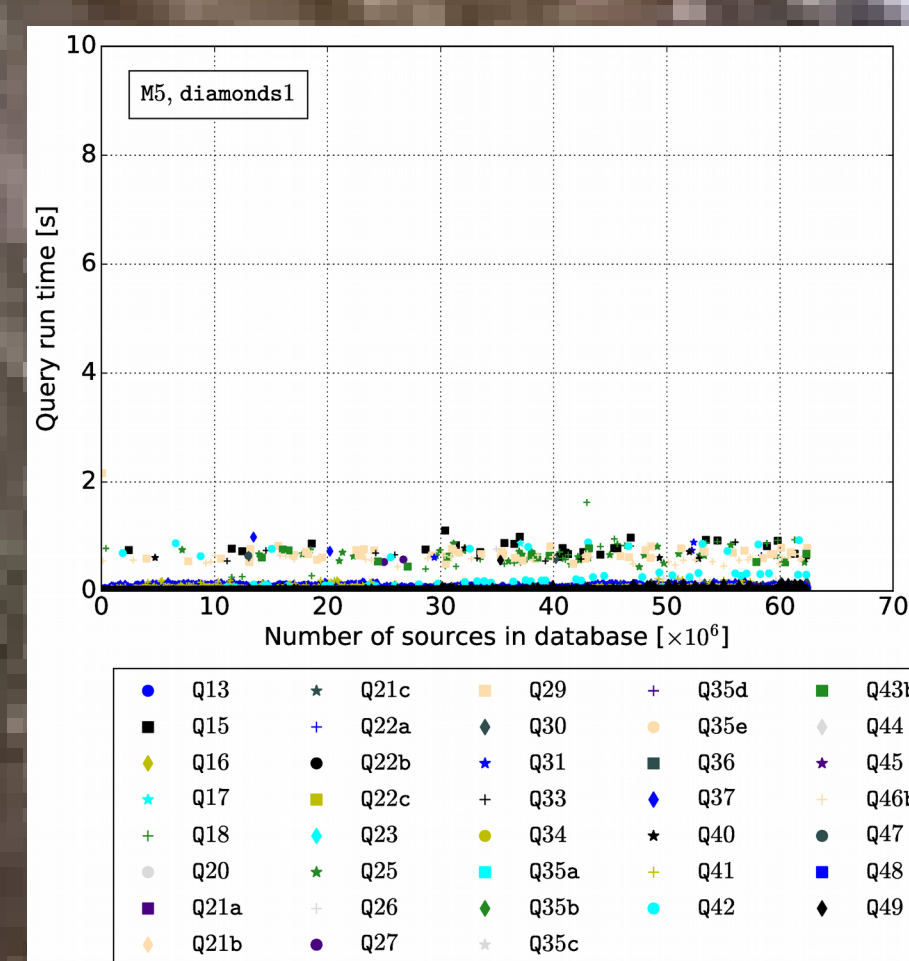 10
M5, diamonds1
8
6
4
2
0
Query run time [s]
0 10 20 30 40 50 60 70
Number of sources in database [×10⁶]
Q13 Q21c Q29 Q35d Q43b
Q15 Q22a Q30 Q35e Q44
Q16 Q22b Q31 Q36 Q45
Q17 Q22c Q33 Q37 Q46b
Q18 Q23 Q34 Q40 Q47
Q20 Q25 Q35a Q41 Q48
Q21a Q26 Q35b Q42 Q49
Q21b Q27 Q35c